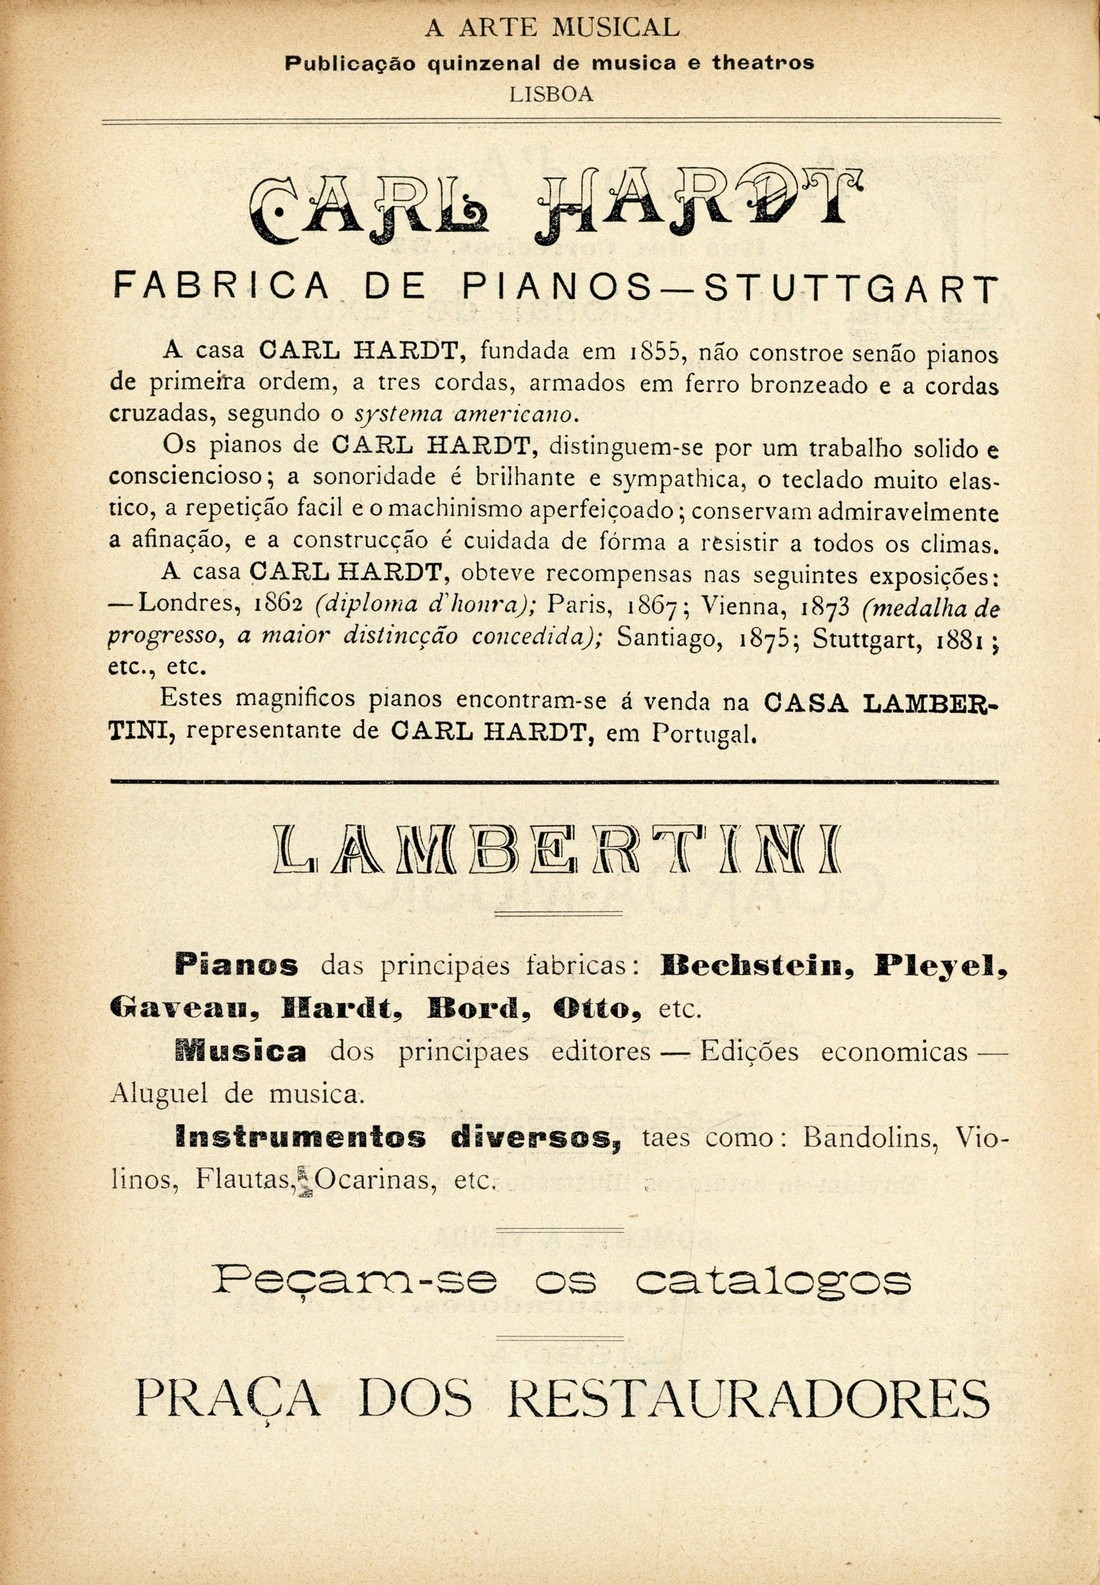 A ARTE MUSICAL
Publicação quinzenal de musica e theatros
LISBOA
CARL HARDT
FABRICA DE PIANOS—STUTTGART
A casa CARL HARDT, fundada em 1855, não constroe senão pianos
de primeira ordem, a tres cordas, armados em ferro bronzeado e a cordas
cruzadas, segundo o systema americano.
Os pianos de CARL HARDT, distinguem-se por um trabalho solido e
consciencioso; a sonoridade é brilhante e sympathica, o teclado muito elas-
tico, a repetição facil e o machinismo aperfeiçoado; conservam admiravelmente
a afinação, e a construcção é cuidada de fórma a resistir a todos os climas.
A casa CARL HARDT, obteve recompensas nas seguintes exposições:
—Londres, 1862 (diploma d'honra); Paris, 1867; Vienna, 1873 (medalha de
progresso, a maior distincção concedida); Santiago, 1875; Stuttgart, 1881;
etc., etc.
Estes magnificos pianos encontram-se á venda na CASA LAMBER-
TINI, representante de CARL HARDT, em Portugal.
LAMBERTINI
Pianos das principaes fabricas: Bechstein, Pleyel,
Gaveau, Hardt, Bord, Otto, etc.
Musica dos principaes editores — Edições economicas —
Aluguel de musica.
Instrumentos diversos, taes como: Bandolins, Vio-
linos, Flautas, Ocarinas, etc.
Peçam-se os catalogos
PRAÇA DOS RESTAURADORES